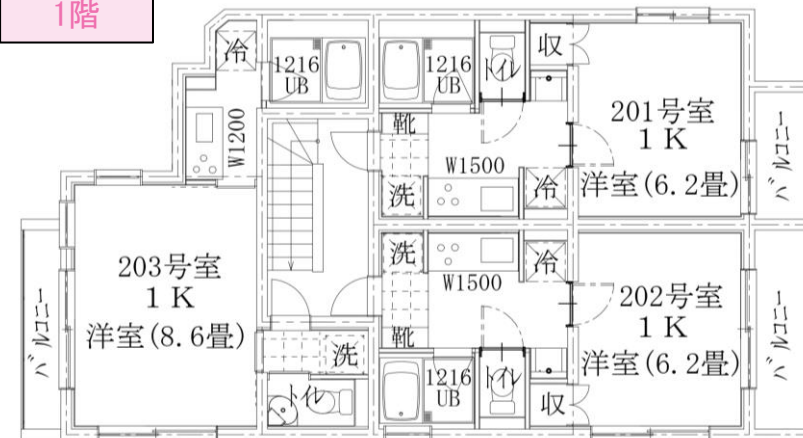 1階
冷
1216
UB
W1200
203号室
1K
洋室(8.6畳)
バルコニー
洗
トイレ
1216
UB
トイレ
収
靴
W1500
洗
冷
201号室
1K
洋室(6.2畳)
バルコニー
洗
W1500
冷
靴
1216
UB
トイレ
収
202号室
1K
洋室(6.2畳)
バルコニー